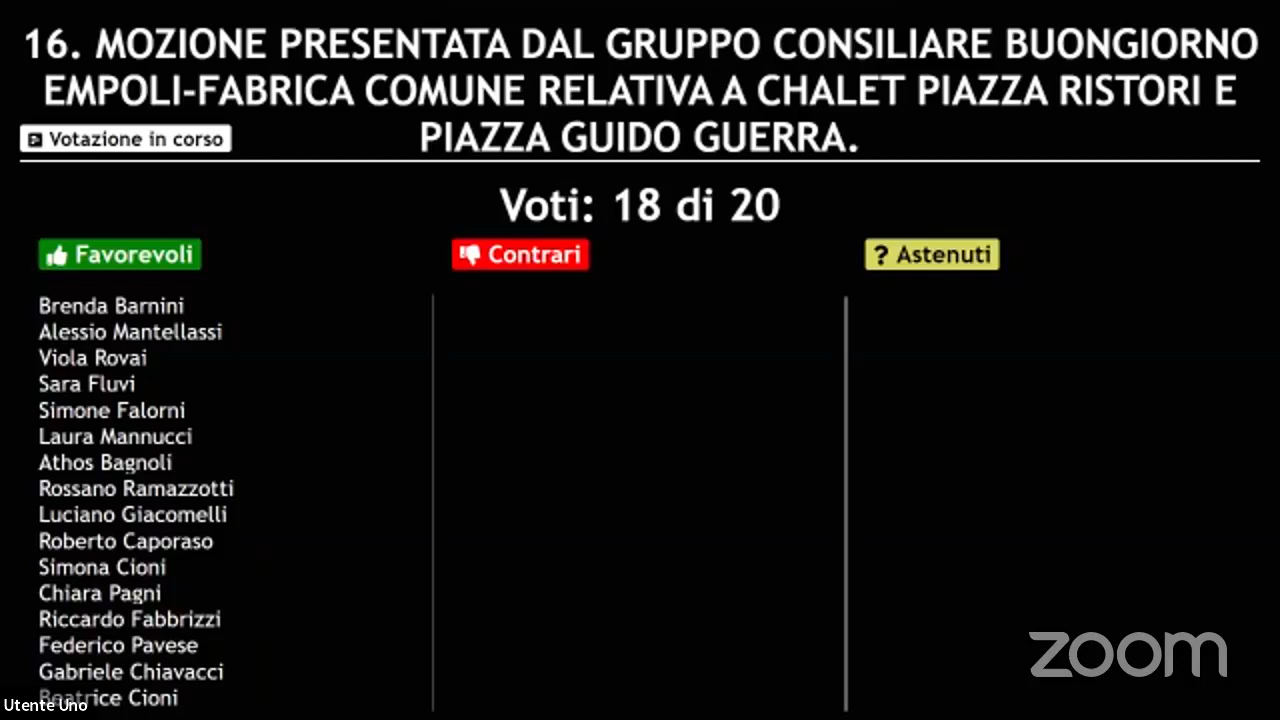 16. MOZIONE PRESENTATA DAL GRUPPO CONSILIARE BUONGIORNO
EMPOLI-FABRICA COMUNE RELATIVA A CHALET PIAZZA RISTORI E
PIAZZA GUIDO GUERRA.
Votazione in corso
Voti: 18 di 20
Favorevoli
Contrari
? Astenuti
Brenda Barnini
Alessio Mantellassi
Viola Rovai
Sara Fluvi
Simone Falorni
Laura Mannucci
Athos Bagnoli
Rossano Ramazzotti
Luciano Giacomelli
Roberto Caporaso
Simona Cioni
Chiara Pagni
Riccardo Fabbrizzi
Federico Pavese
Gabriele Chiavacci
Beatrice Cioni
Utente Uno
zoom